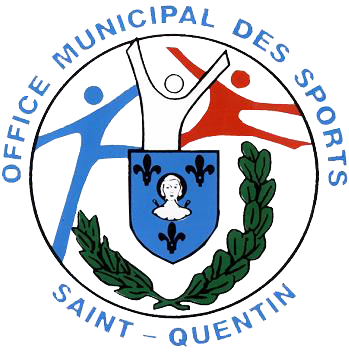 OFFICE MUNICIPAL DES SPORTS
SAINT - QUENTIN